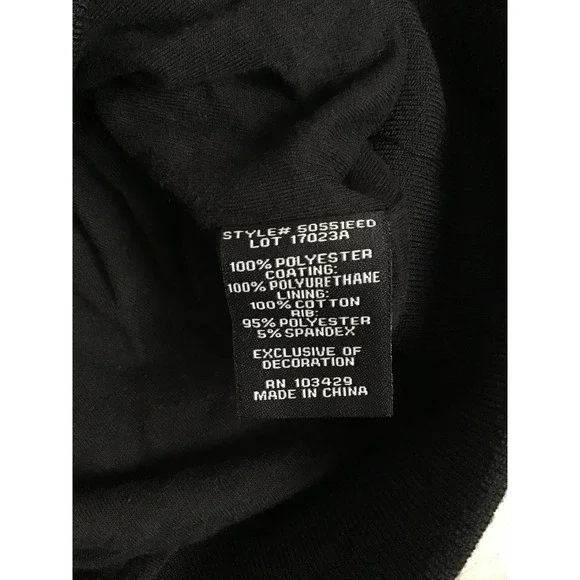 STYLE# 50551EED
LOT 17023A
100% POLYESTER
COATING:
100% POLYURETHANE
LINING:
100% COTTON
RIB:
95% POLYESTER
5% SPANDEX
EXCLUSIVE OF
DECORATION
RN 103429
MADE IN CHINA